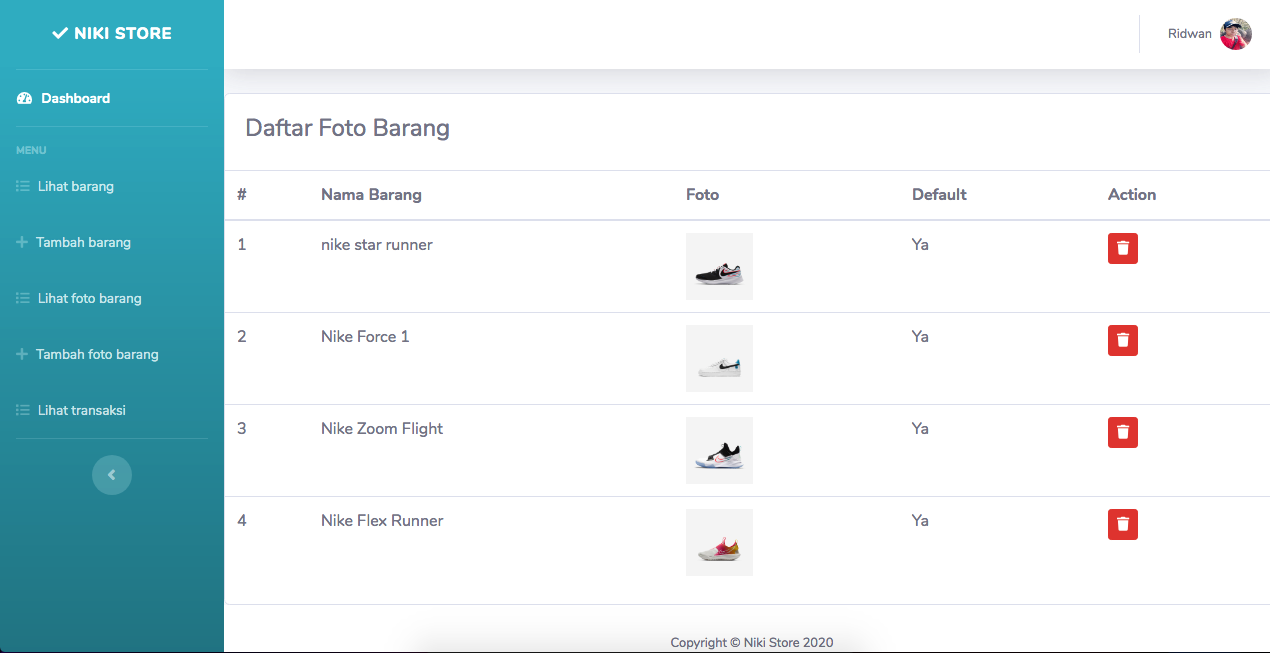 NIKI STORE
Ridwan
Dashboard
MENU
Lihat barang
Tambah barang
Lihat foto barang
Tambah foto barang
Lihat transaksi
Daftar Foto Barang
# Nama Barang Foto Default Action
1 nike star runner Ya
2 Nike Force 1 Ya
3 Nike Zoom Flight Ya
4 Nike Flex Runner Ya
Copyright © Niki Store 2020